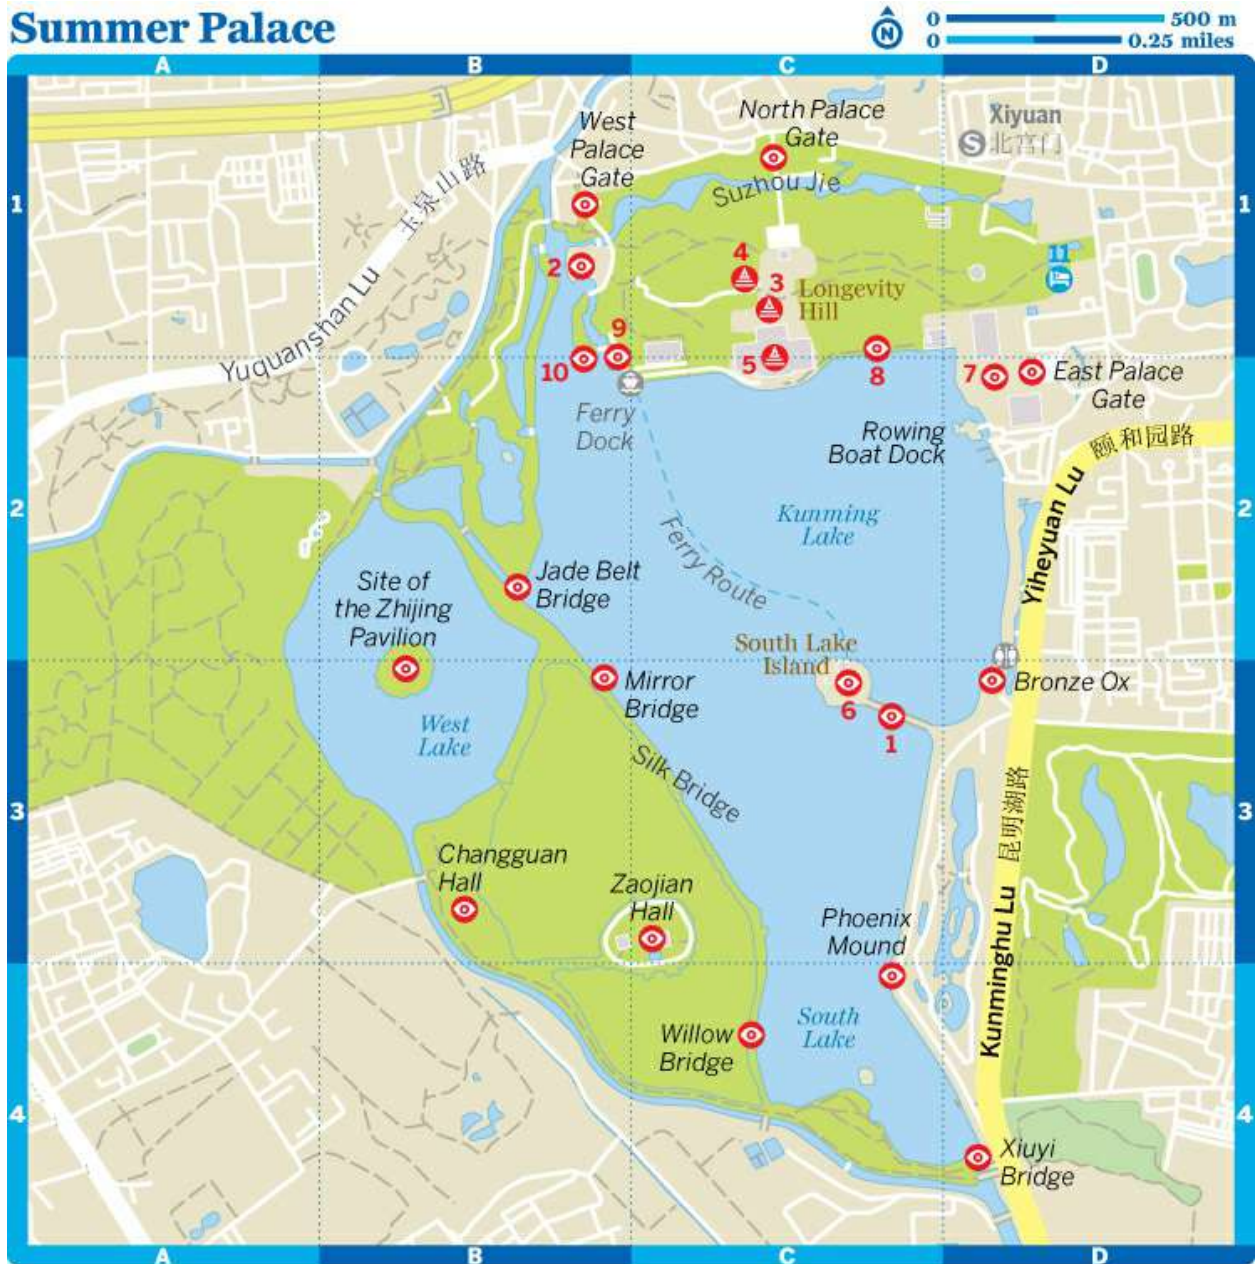 Summer Palace
N
0 500 m
0 0.25 miles
A B C D
1
West
Palace
Gate
North Palace
Gate
Xiyuan
S 北宫门
玉泉山路
Suzhou Jie
1
2
4
11
3
Longevity
Hill
Yuquanshan Lu
9
10
5
8
7
East Palace
Gate
Ferry
Dock
Rowing
Boat Dock
颐和园路
2
Kunming
Lake
2
Ferry Route
Yiheyuan Lu
Jade Belt
Bridge
Site of
the Zhijing
Pavilion
South Lake
Island
Mirror
Bridge
6
Bronze Ox
1
West
Lake
Silk Bridge
昆明湖路
3
3
Changguan
Hall
Zaojian
Hall
Phoenix
Mound
Kunminghu Lu
Willow
Bridge
South
Lake
4
4
Xiuyi
Bridge
A B C D